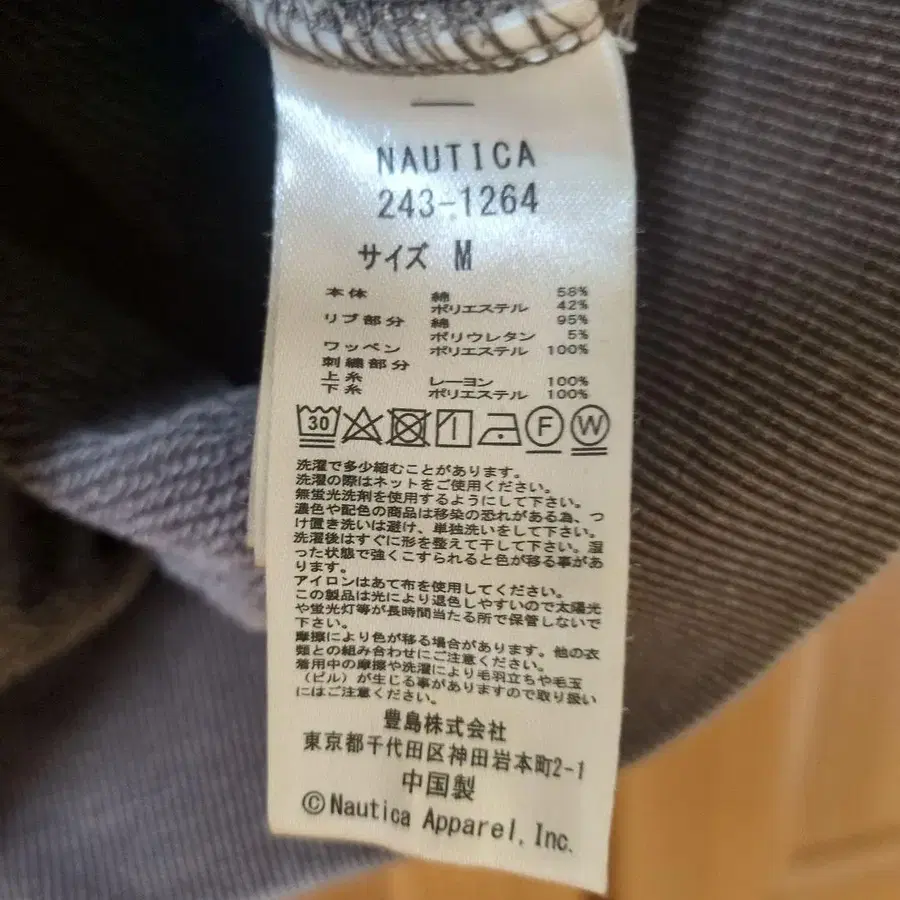 NAUTICA
243-1264
サイズ M
本体 綿 58%
ポリエステル 42%
リブ部分 綿 95%
ポリウレタン 5%
ワッペン ポリエステル 100%
刺繍部分
上糸 レーヨン 100%
下糸 ポリエステル 100%
30 F W
洗濯で多少縮むことがあります。
洗濯の際はネットをご使用ください。
無蛍光洗剤を使用するようにして下さい。
濃色や配色の商品は移染の恐れがある為、つ
け置き洗いは避け、単独洗いをして下さい。
洗濯後はすぐに形を整えて干して下さい。湿
った状態で強くこすられると色が移る事があ
ります。
アイロンはあて布を使用してください。
この製品は光により退色しやすいので太陽光
や蛍光灯等が長時間当たる所で保管しないで
下さい。
摩擦により色が移る場合があります。他の衣
類との組み合わせにご注意ください。
着用中の摩擦や洗濯により毛羽立ちや毛玉
（ピル）が生じる事がありますので取り扱い
にはご注意ください。
豊島株式会社
東京都千代田区神田岩本町2-1
中国製
©Nautica Apparel, Inc.